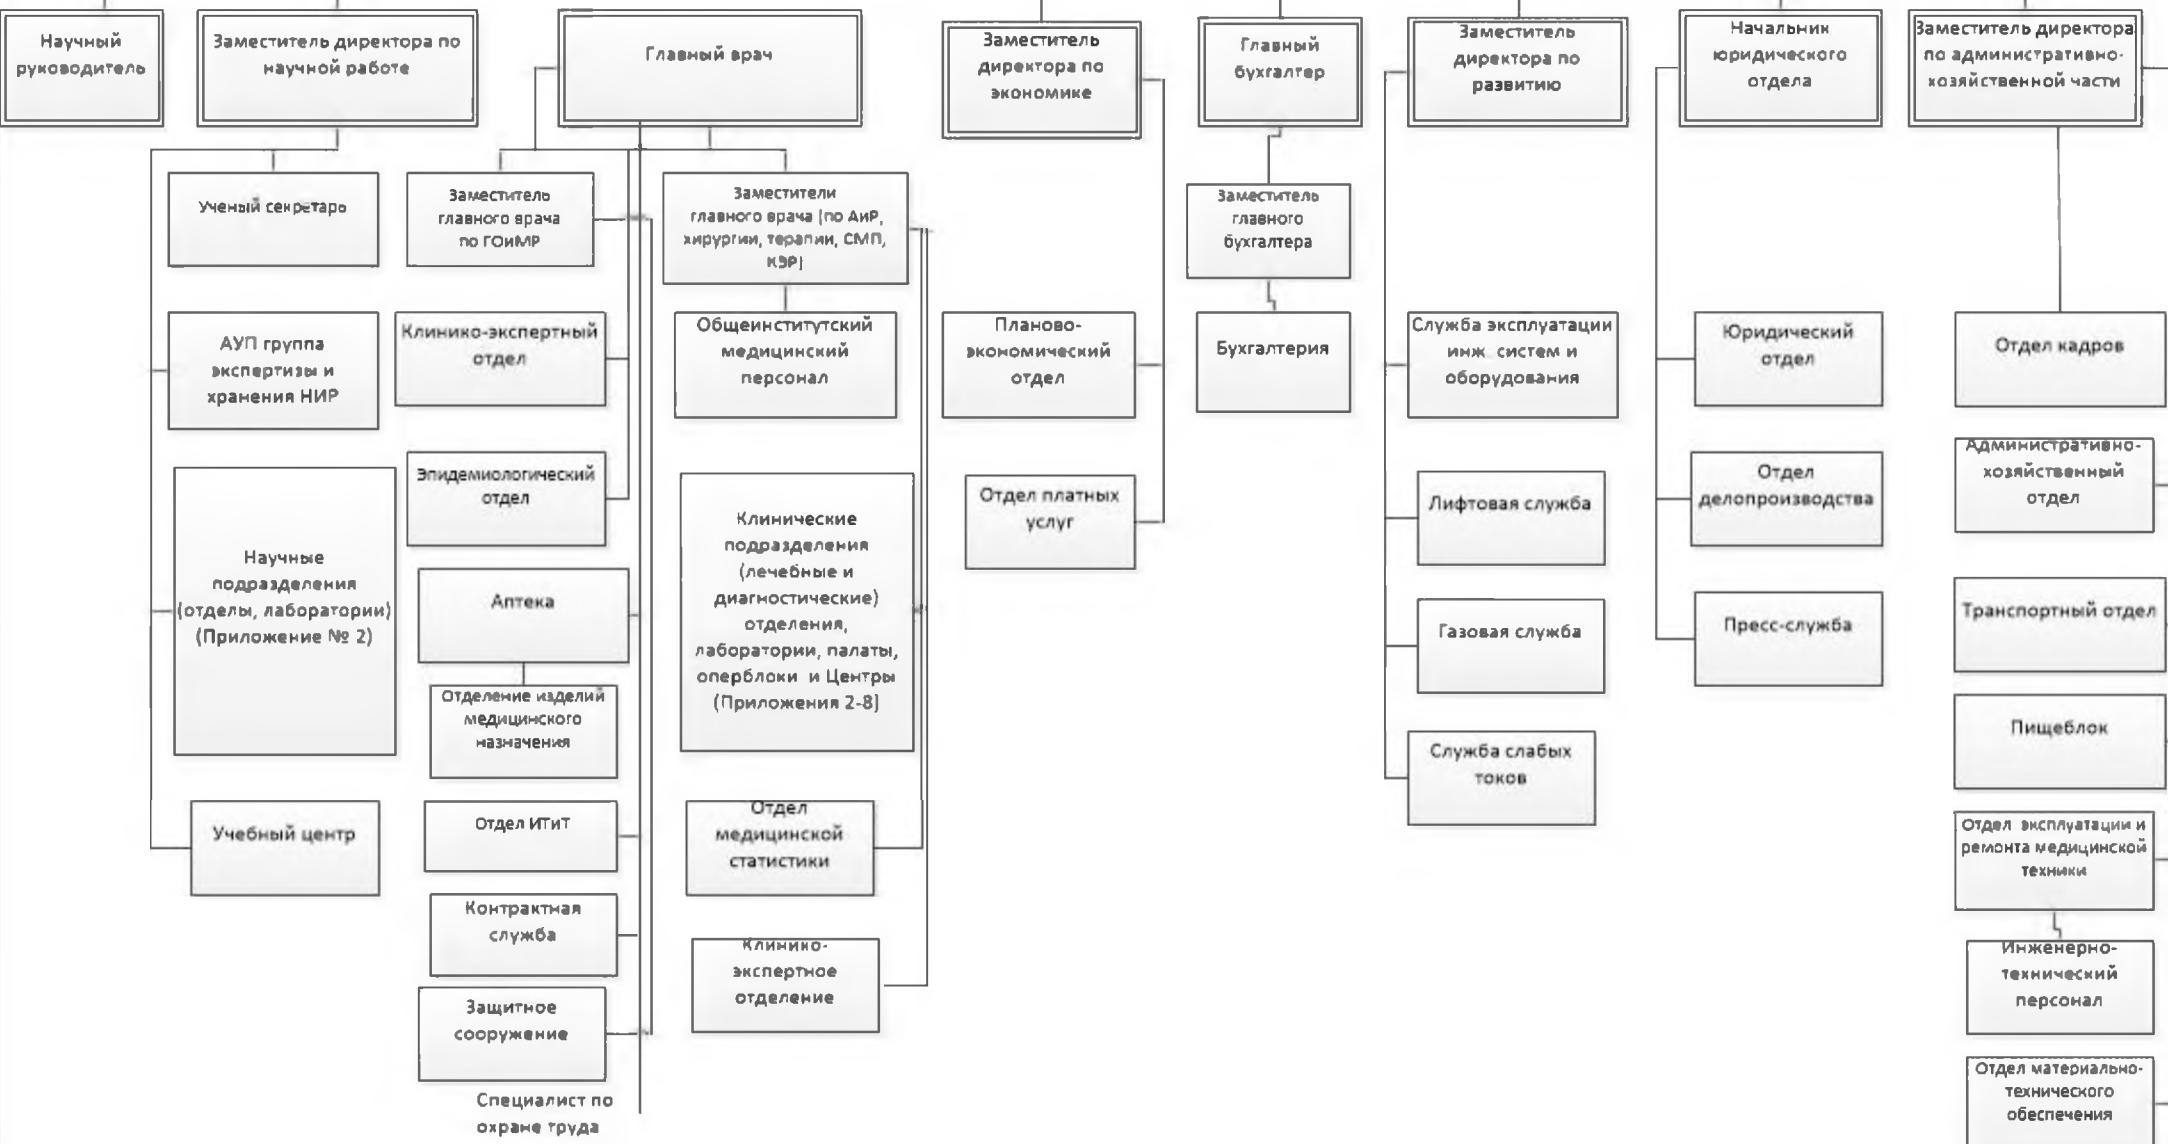 Научный
руководитель
Заместитель директора по
научной работе
Главный врач
Заместитель
директора по
экономике
Главный
бухгалтер
Заместитель
директора по
развитию
Начальник
юридического
отдела
Заместитель директора
по административно-
хозяйственной части
Ученый секретарь
Заместитель
главного врача
по ГОиМР
Заместители
главного врача (по АиР,
хирургии, терапии, СМП,
КЭР)
Заместитель
главного
бухгалтера
АУП группа
экспертизы и
хранения НИР
Клинико-экспертный
отдел
Общеинститутский
медицинский
персонал
Планово-
экономический
отдел
Бухгалтерия
Служба эксплуатации
инж систем и
оборудования
Юридический
отдел
Отдел кадров
Эпидемиологический
отдел
Отдел платных
услуг
Лифтовая служба
Отдел
делопроизводства
Административно-
хозяйственный
отдел
Научные
подразделения
(отделы, лаборатории)
(Приложение № 2)
Аптека
Клинические
подразделения
(лечебные и
диагностические)
отделения,
лаборатории, палаты,
оперблоки и Центры
(Приложения 2-8)
Газовая служба
Пресс-служба
Транспортный отдел
Отделение изделий
медицинского
назначения
Служба слабых
токов
Пищеблок
Учебный центр
Отдел ИТиТ
Отдел
медицинской
статистики
Отдел эксплуатации и
ремонта медицинской
техники
Контрактная
служба
Клинико-
экспертное
отделение
Инженерно-
технический
персонал
Защитное
сооружение
Отдел материально-
технического
обеспечения
Специалист по
охране труда